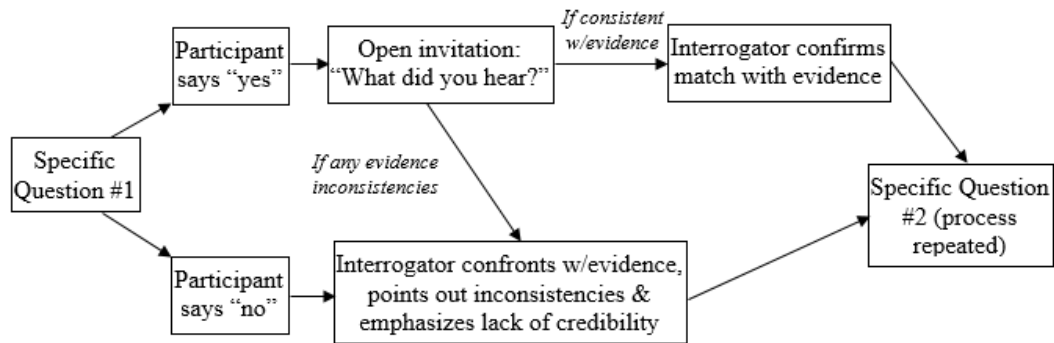 Participant
says “yes”
Open invitation:
“What did you hear?”
If consistent
w/evidence
Interrogator confirms
match with evidence
Specific
Question #1
If any evidence
inconsistencies
Specific Question
#2 (process
repeated)
Participant
says “no”
Interrogator confronts w/evidence,
points out inconsistencies &
emphasizes lack of credibility